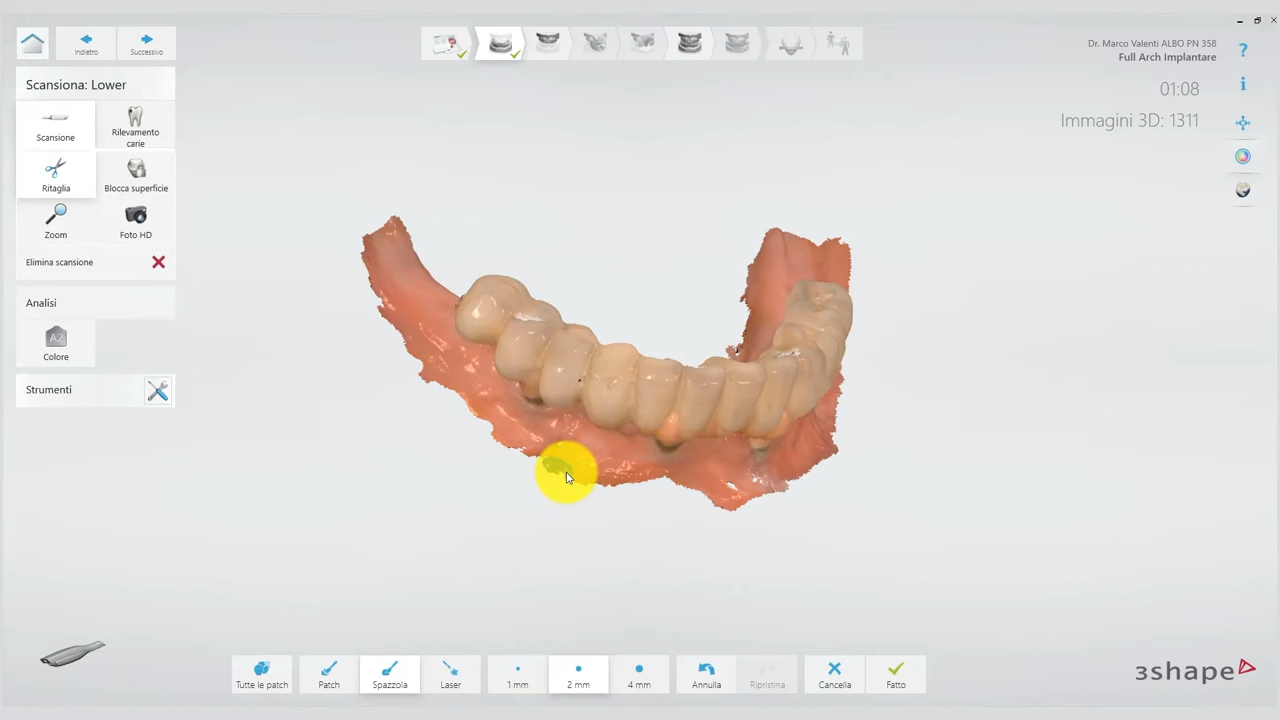 Indietro
Successivo
Dr. Marco Valenti ALBO PN 358
Full Arch Implantare
01:08
Immagini 3D: 1311
?
i
Scansiona: Lower
Scansione
Rilevamento
carie
Ritaglia
Blocca superficie
Zoom
Foto HD
Elimina scansione
Analisi
A2
Colore
Strumenti
Tutte le patch
Patch
Spazzola
Laser
1 mm
2 mm
4 mm
Annulla
Ripristina
Cancella
Fatto
3shape